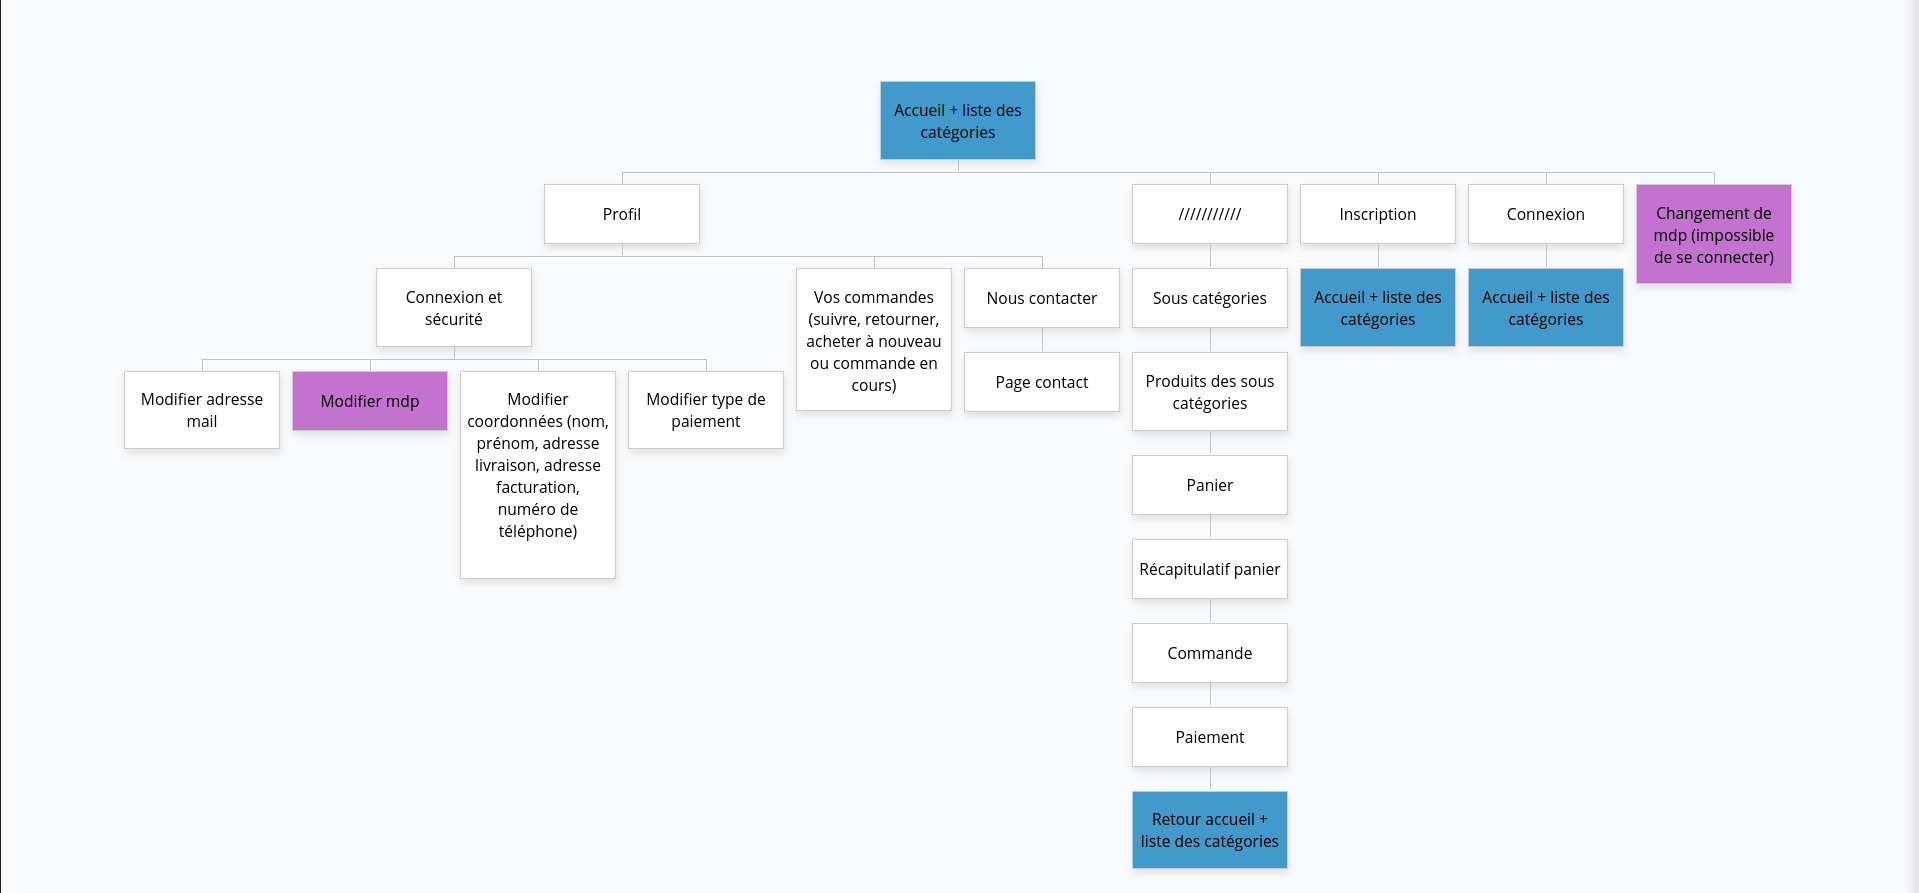 Accueil + liste des
catégories
Profil
///////////
Inscription
Connexion
Changement de
mdp (impossible
de se connecter)
Connexion et
sécurité
Vos commandes
(suivre, retourner,
acheter à nouveau
ou commande en
cours)
Nous contacter
Sous catégories
Accueil + liste des
catégories
Accueil + liste des
catégories
Modifier adresse
mail
Modifier mdp
Modifier
coordonnées (nom,
prénom, adresse
livraison, adresse
facturation,
numéro de
téléphone)
Modifier type de
paiement
Page contact
Produits des sous
catégories
Panier
Récapitulatif panier
Commande
Paiement
Retour accueil +
liste des catégories